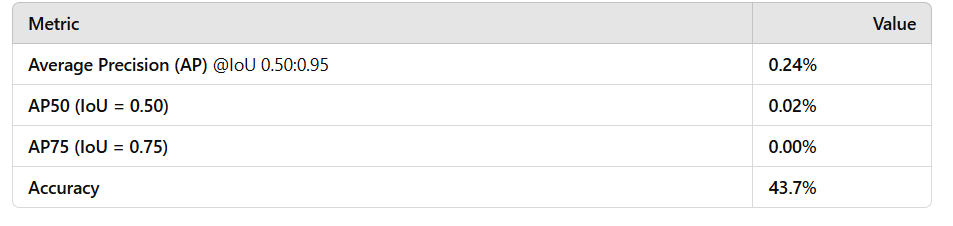 Metric Value
Average Precision (AP) @IoU 0.50:0.95 0.24%
AP50 (IoU = 0.50) 0.02%
AP75 (IoU = 0.75) 0.00%
Accuracy 43.7%